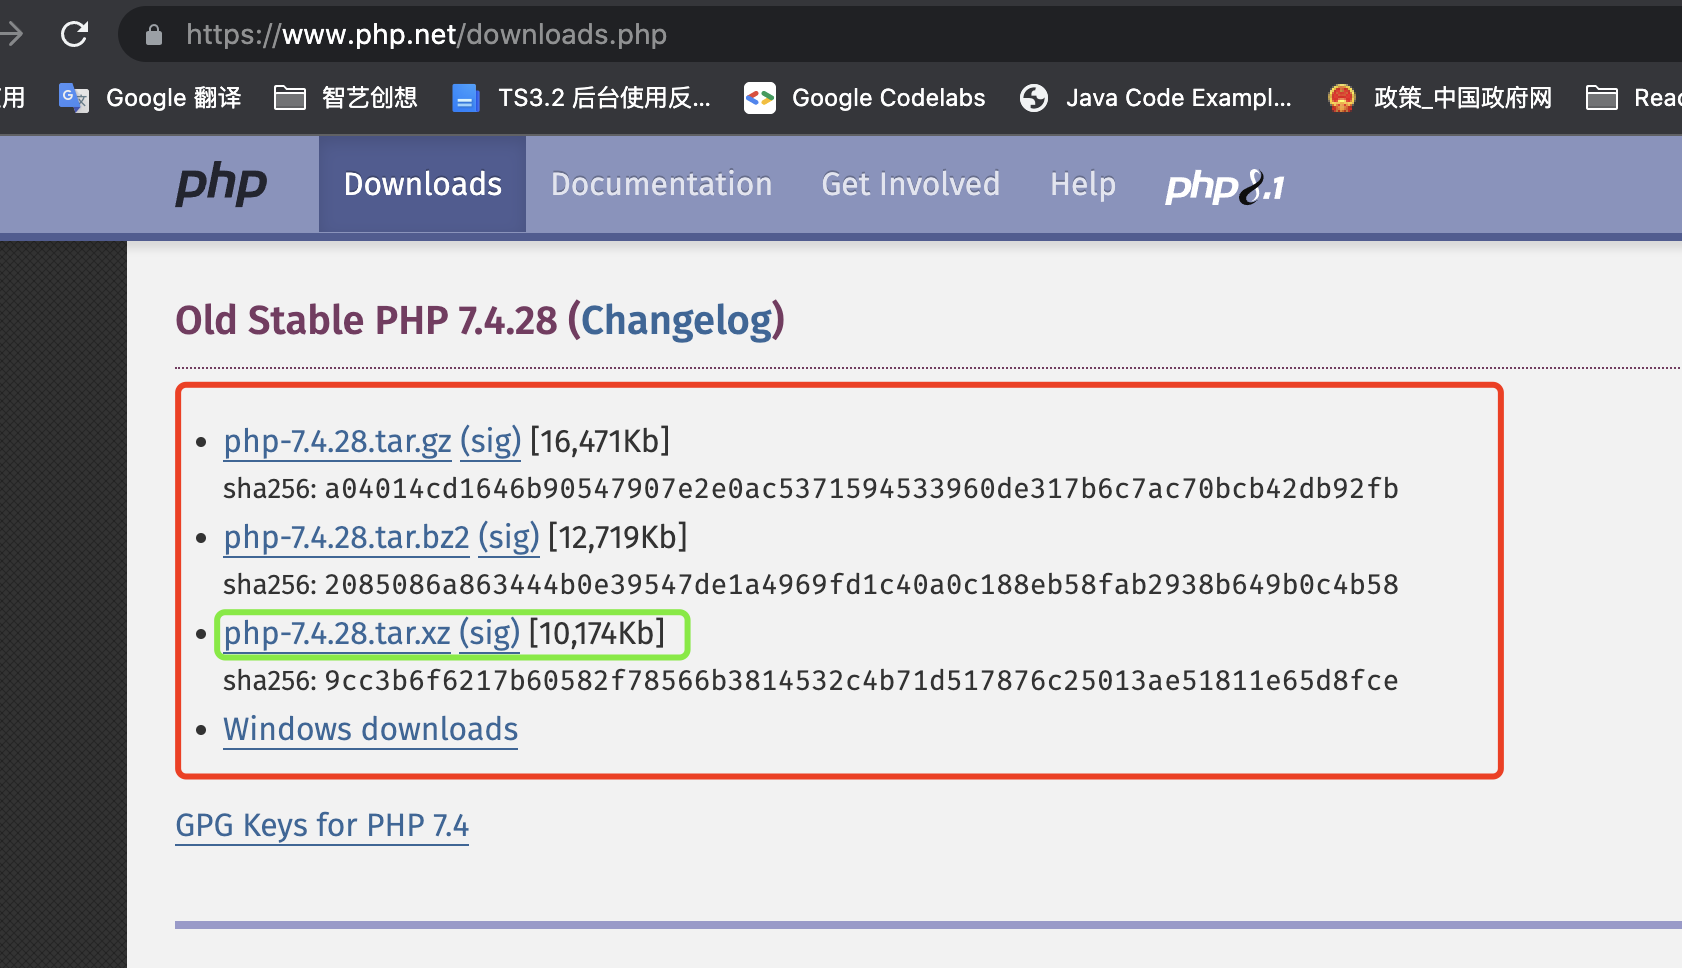 https://www.php.net/downloads.php
用 Google 翻译 智艺创想 TS3.2 后台使用反... Google Codelabs Java Code Exampl... 政策_中国政府网 Read
php Downloads Documentation Get Involved Help php8.1
Old Stable PHP 7.4.28 (Changelog)
• php-7.4.28.tar.gz (sig) [16,471Kb]
sha256: a04014cd1646b90547907e2e0ac5371594533960de317b6c7ac70bcb42db92fb
• php-7.4.28.tar.bz2 (sig) [12,719Kb]
sha256: 2085086a863444b0e39547de1a4969fd1c40a0c188eb58fab2938b649b0c4b58
• php-7.4.28.tar.xz (sig) [10,174Kb]
sha256: 9cc3b6f6217b60582f78566b3814532c4b71d517876c25013ae51811e65d8fce
• Windows downloads
GPG Keys for PHP 7.4